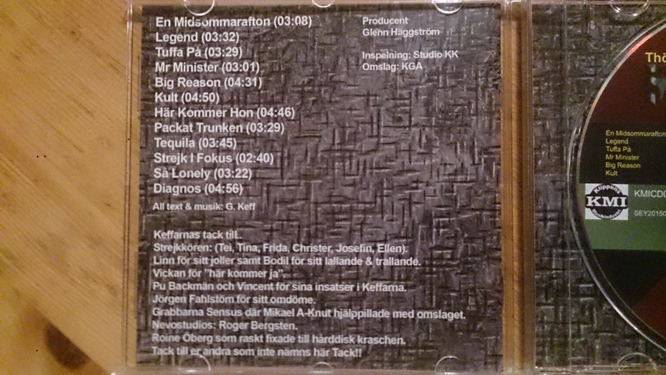 En Midsommarafton (03:08)
Legend (03:32)
Tuffa På (03:29)
Mr Minister (03:01)
Big Reason (04:31)
Kult (04:50)
Här Kommer Hon (04:46)
Packat Trunken (03:29)
Tequila (03:45)
Strejk I Fokus (02:40)
Så Lonely (03:22)
Diagnos (04:56)
All text & musik: G. Keff
Producent
Glenn Häggström
Inspelning: Studio KK
Omslag: KGA
Keffarnas tack till.
Strejkkören: (Tei, Tina, Frida, Christer, Josefin, Ellen).
Linn för sitt joller samt Bodil för sitt lallande & trallande.
Vickan för "här kommer ja".
Pu Backman och Vincent för sina insatser i Keffarna.
Jörgen Fahlström för sitt omdöme.
Grabbarna Sensus där Mikael A-Knut hjälppillade med omslaget.
Nevostudios: Roger Bergsten.
Roine Öberg som raskt fixade till hårddisk kraschen.
Tack till er andra som inte nämns här Tack!!
En Midsommarafton
Legend
Tuffa På
Mr Minister
Big Reason
Kult
KMI